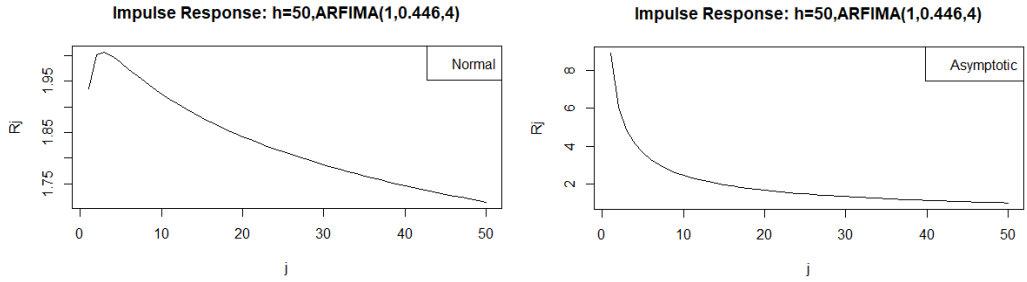 Impulse Response: h=50,ARFIMA(1,0.446,4)
Normal
Rj
1.95
1.85
1.75
0 10 20 30 40 50
j
Impulse Response: h=50,ARFIMA(1,0.446,4)
Asymptotic
Rj
8
6
4
2
0 10 20 30 40 50
j